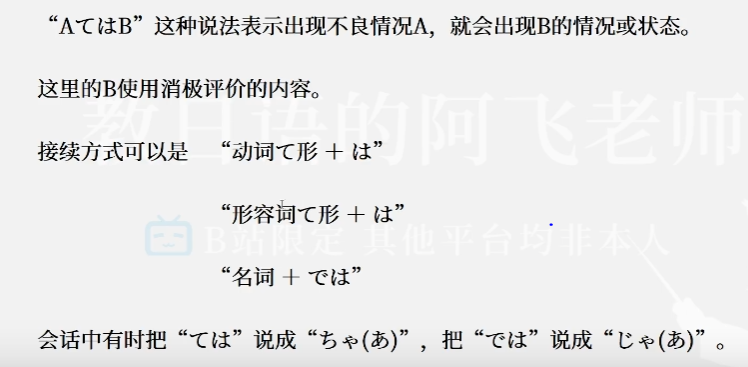 “AてはB”这种说法表示出现不良情况A，就会出现B的情况或状态。
这里的B使用消极评价的内容。
教日语的阿飞老师
接续方式可以是 “动词て形 ＋ は”
“形容词て形 ＋ は”
B站限定 其他平台均非本人
“名词 ＋ では”
会话中有时把“ては”说成“ちゃ(あ)”，把“では”说成“じゃ(あ)”。